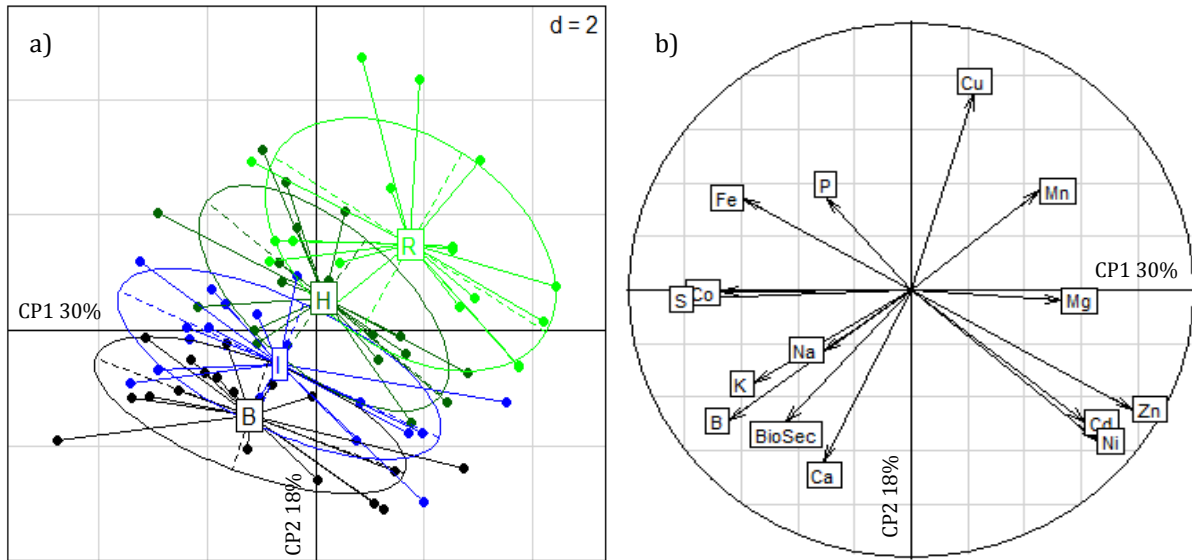 a)
d = 2
R
H
CP1 30%
I
B
CP2 18%
b)
Cu
P
Mn
Fe
CP1 30%
S
Co
Mg
Na
K
B
BioSec
Zn
Cd
Ni
Ca
CP2 18%